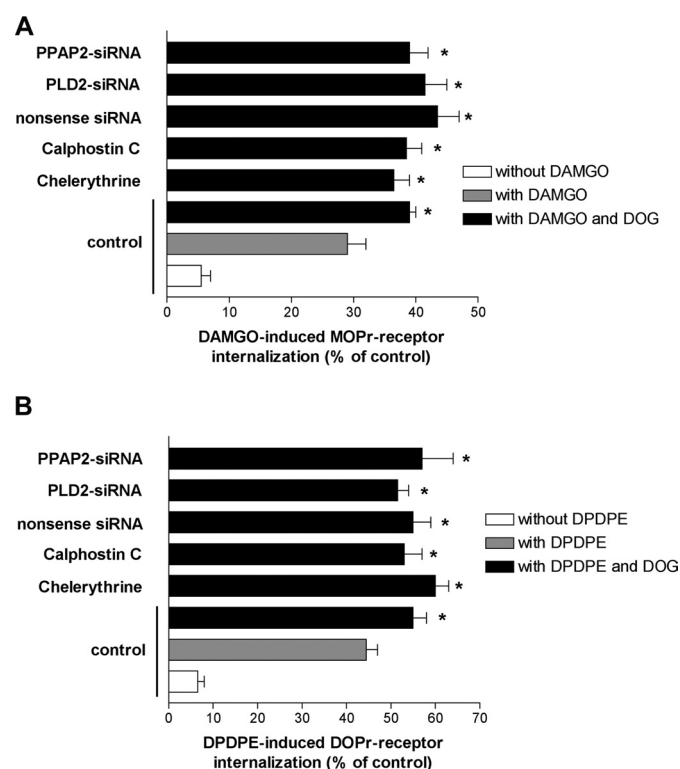 A
PPAP2-siRNA
*
PLD2-siRNA
*
nonsense siRNA
*
Calphostin C
*
Chelerythrine
*
*
control
without DAMGO
with DAMGO
with DAMGO and DOG
0 10 20 30 40 50
DAMGO-induced MOPr-receptor
internalization (% of control)
B
PPAP2-siRNA
*
PLD2-siRNA
*
nonsense siRNA
*
Calphostin C
*
Chelerythrine
*
*
control
without DPDPE
with DPDPE
with DPDPE and DOG
0 10 20 30 40 50 60 70
DPDPE-induced DOPr-receptor
internalization (% of control)